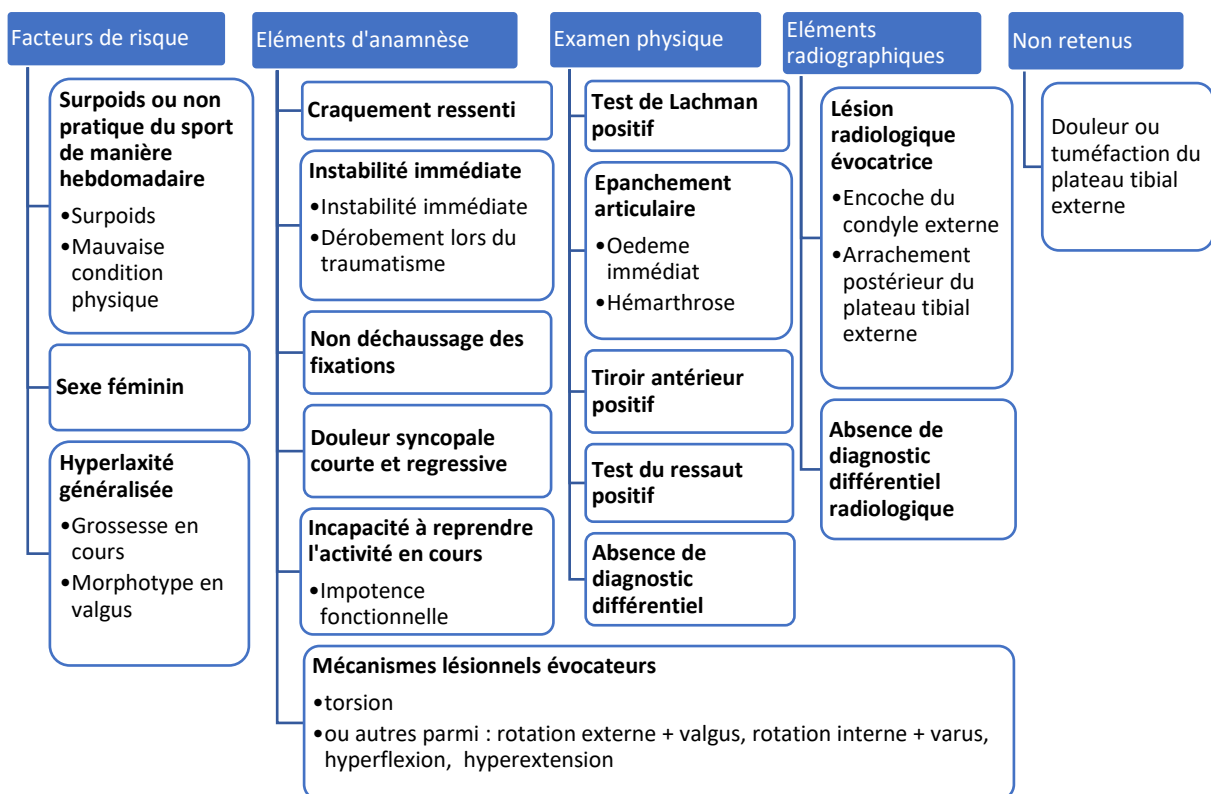 Facteurs de risque
Surpoids ou non
pratique du sport
de manière
hebdomadaire
•Surpoids
•Mauvaise
condition
physique
Sexe féminin
Hyperlaxité
généralisée
•Grossesse en
cours
•Morphotype en
valgus
Eléments d'anamnèse
Craquement ressenti
Instabilité immédiate
•Instabilité immédiate
•Dérobement lors du
traumatisme
Non déchaussage des
fixations
Douleur syncopale
courte et regressive
Incapacité à reprendre
l'activité en cours
•Impotence
fonctionnelle
Mécanismes lésionnels évocateurs
•torsion
•ou autres parmi : rotation externe + valgus, rotation interne + varus,
hyperflexion, hyperextension
Examen physique
Test de Lachman
positif
Epanchement
articulaire
•Oedeme
immédiat
•Hémarthrose
Tiroir antérieur
positif
Test du ressaut
positif
Absence de
diagnostic
différentiel
Eléments
radiographiques
Lésion
radiologique
évocatrice
•Encoche du
condyle externe
•Arrachement
postérieur du
plateau tibial
externe
Absence de
diagnostic
différentiel
radiologique
Non retenus
Douleur ou
tuméfaction du
plateau tibial
externe